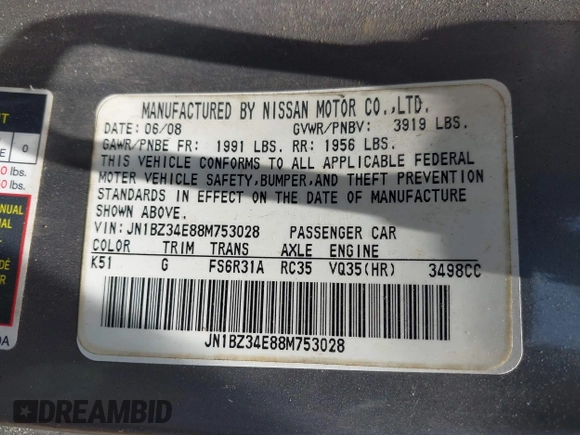 MANUFACTURED BY NISSAN MOTOR CO.,LTD.
DATE: 06/08 GVWR/PNBV: 3919 LBS.
GAWR/PNBE FR: 1991 LBS. RR: 1956 LBS.
THIS VEHICLE CONFORMS TO ALL APPLICABLE FEDERAL
MOTOR VEHICLE SAFETY,BUMPER,AND THEFT PREVENTION
STANDARDS IN EFFECT ON THE DATE OF MANUFACTURE
SHOWN ABOVE.
VIN:JN1BZ34E88M753028 PASSENGER CAR
COLOR TRIM TRANS AXLE ENGINE
K51 G FS6R31A RC35 VQ35(HR) 3498CC
JN1BZ34E88M753028
0
lbs.
lbs.
DREAMBID